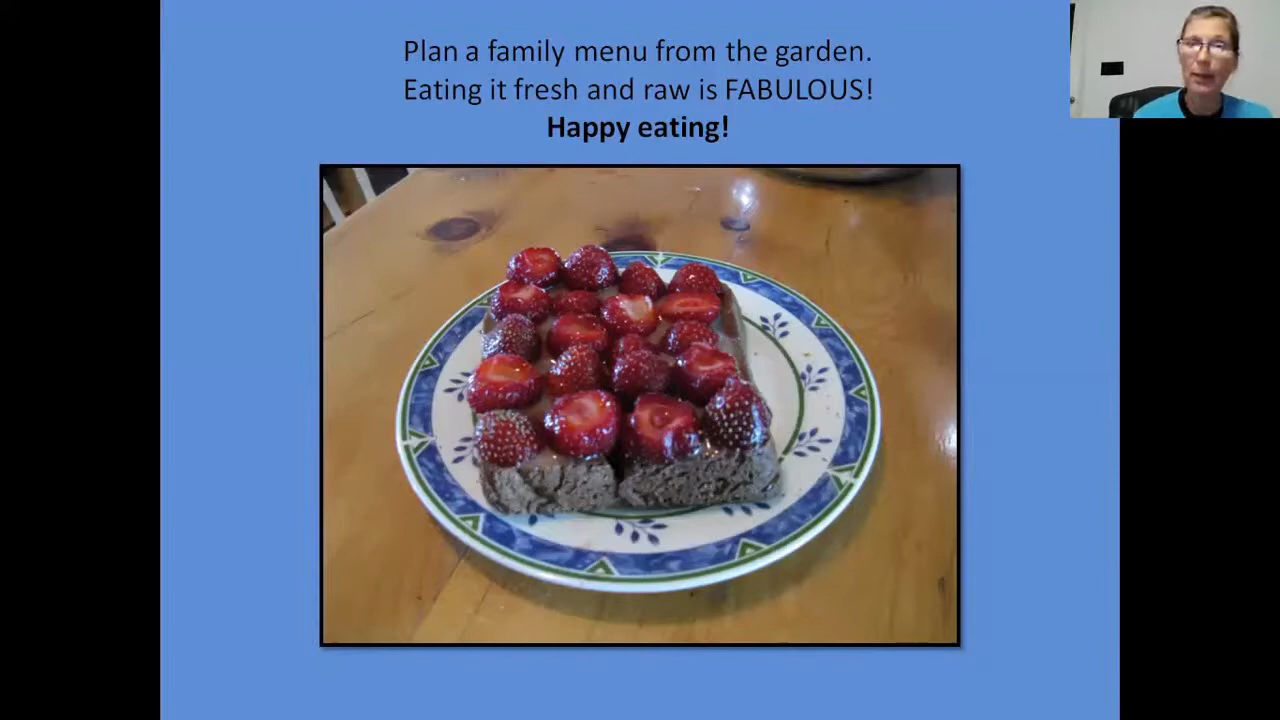 Plan a family menu from the garden.
Eating it fresh and raw is FABULOUS!
Happy eating!